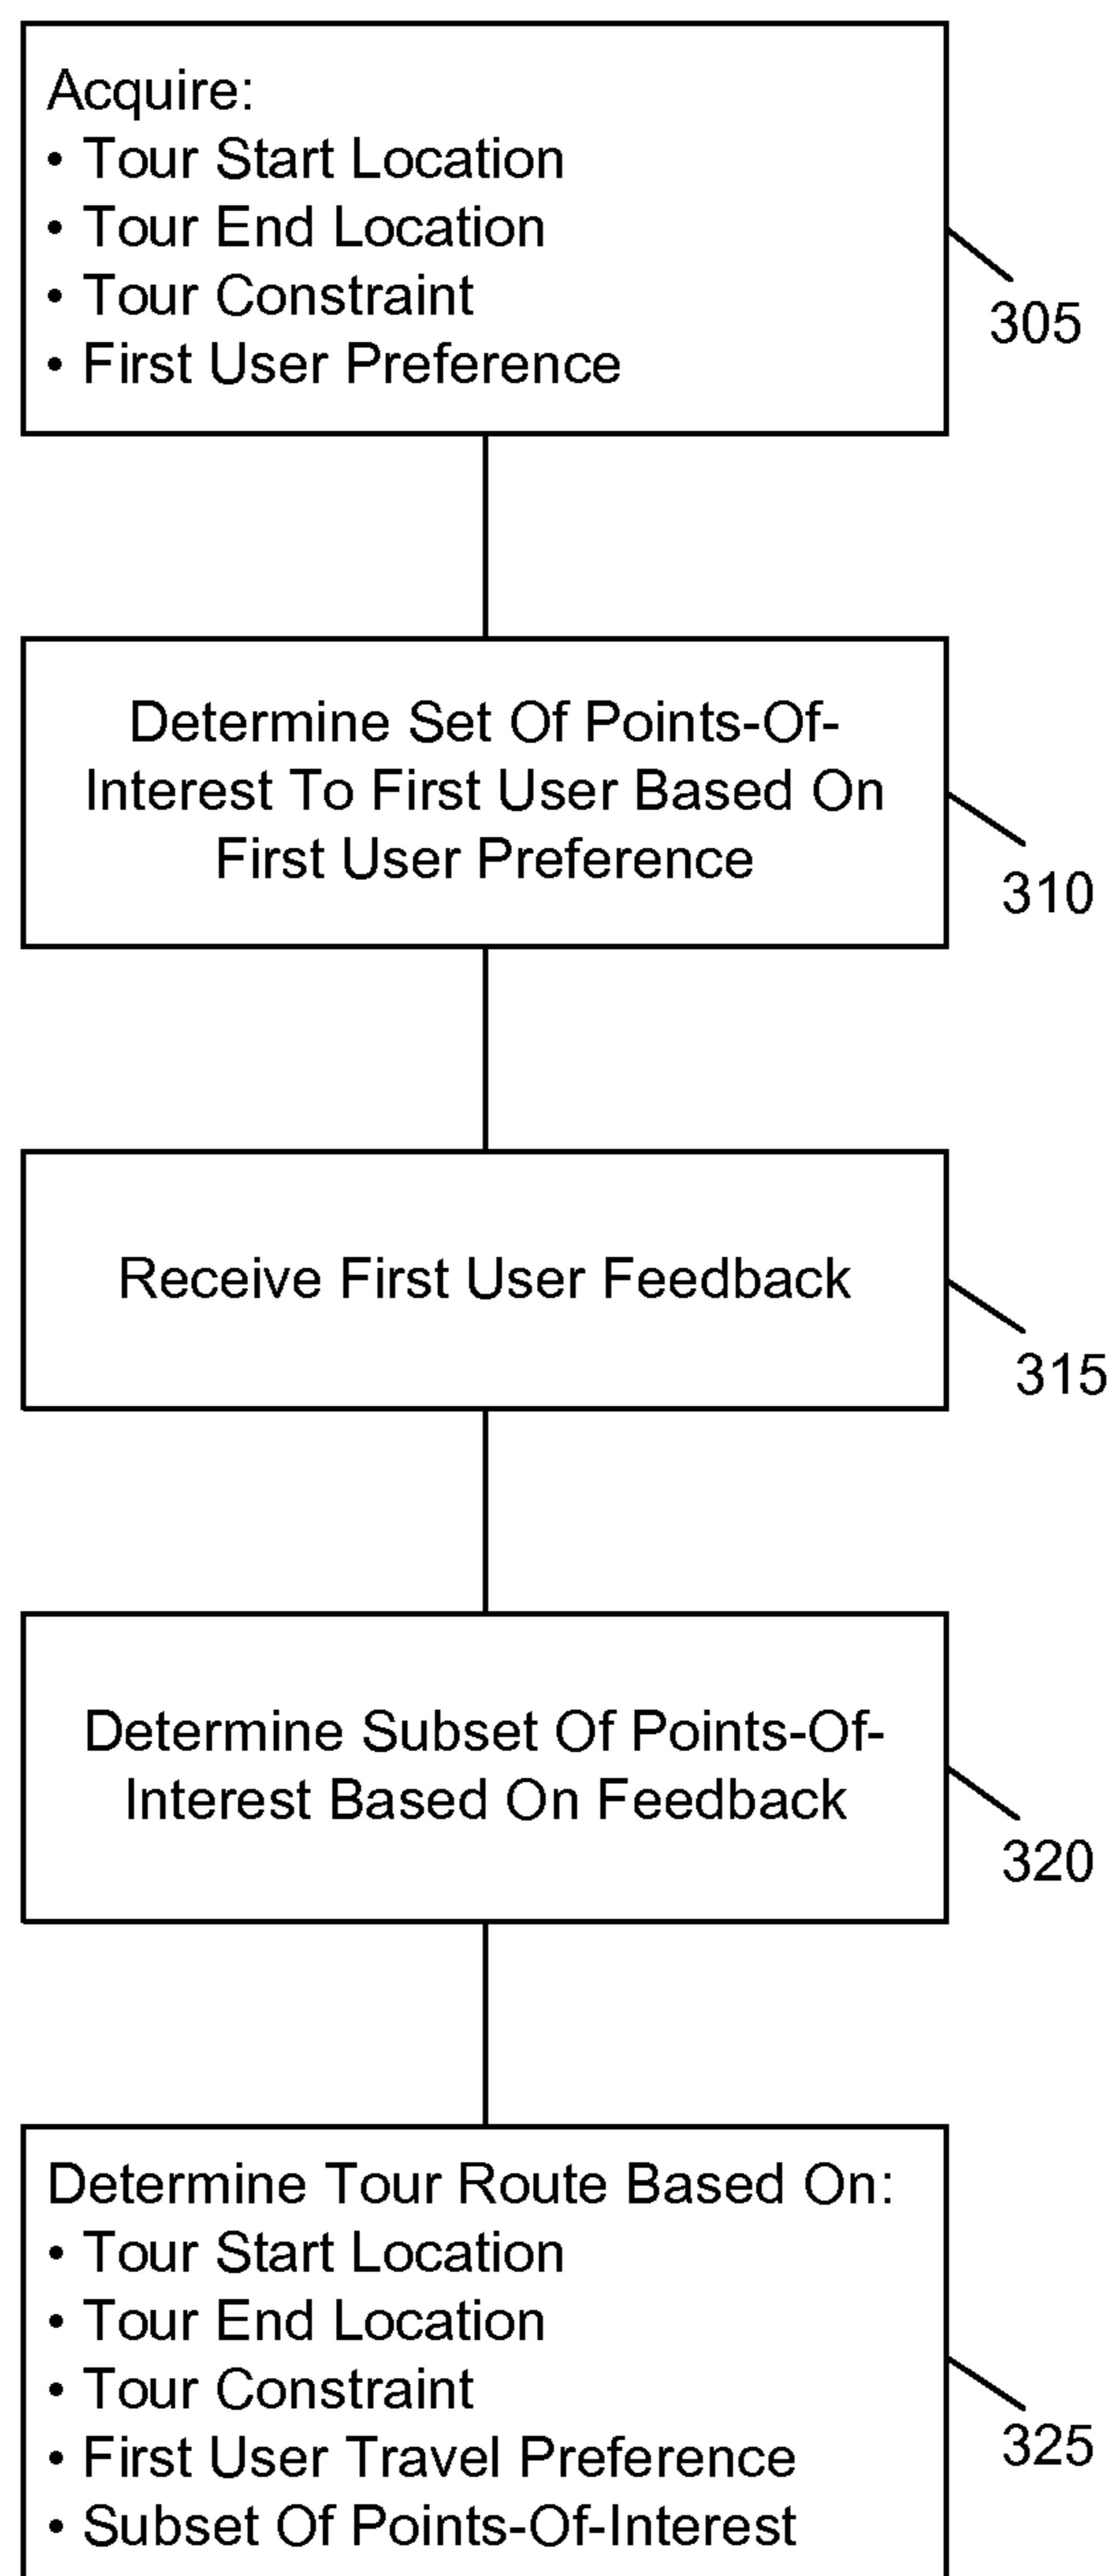 Acquire:
• Tour Start Location
• Tour End Location
• Tour Constraint
• First User Preference
305
Determine Set Of Points-Of-
Interest To First User Based On
First User Preference
310
Receive First User Feedback
315
Determine Subset Of Points-Of-
Interest Based On Feedback
320
Determine Tour Route Based On:
• Tour Start Location
• Tour End Location
• Tour Constraint
• First User Travel Preference
• Subset Of Points-Of-Interest
325